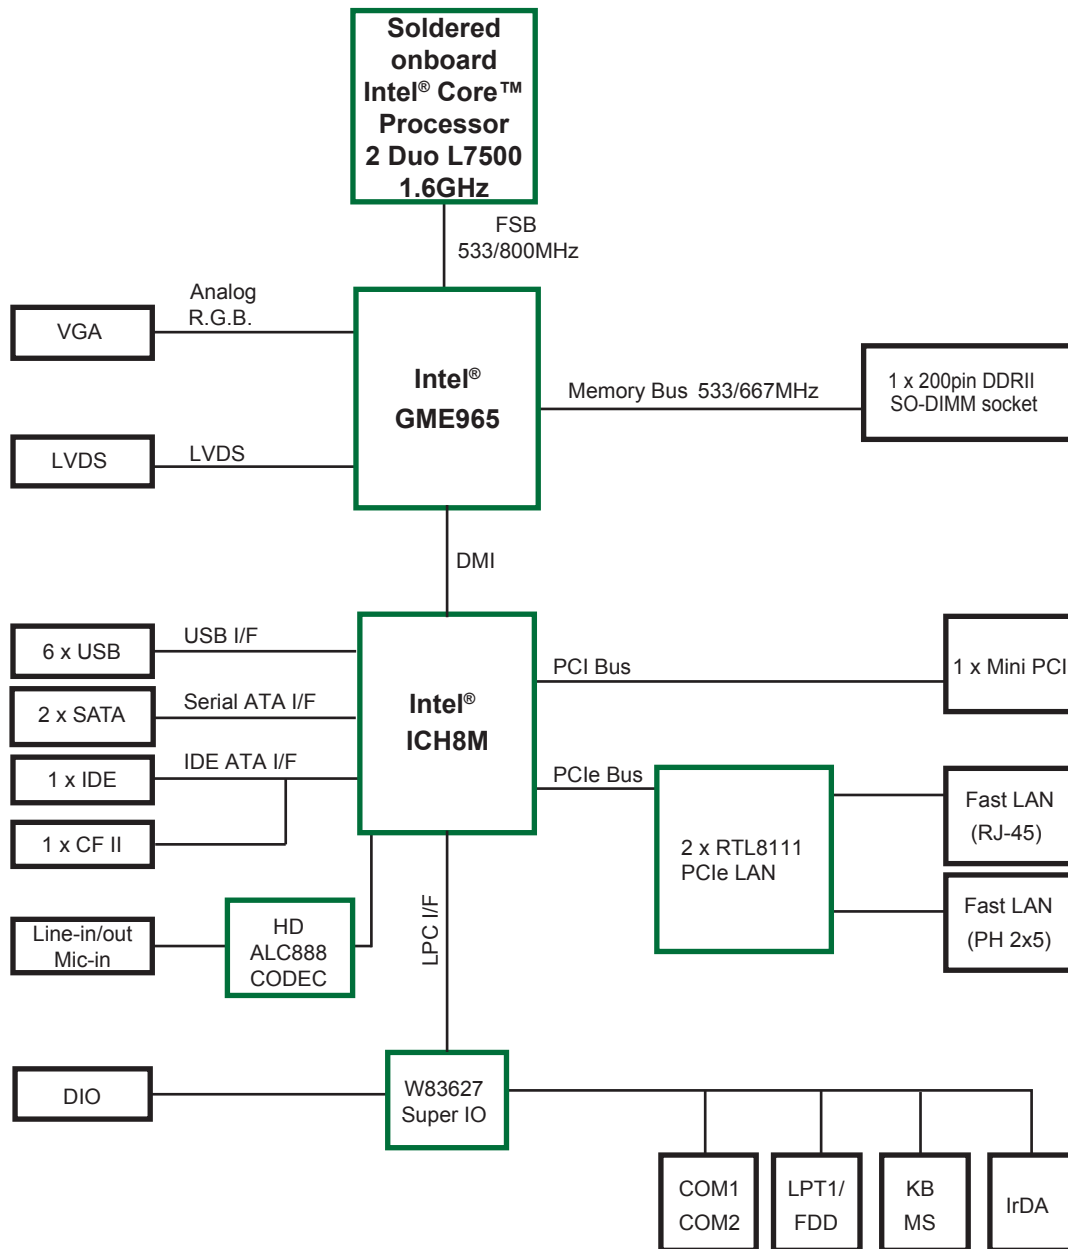 Soldered
onboard
Intel® Core™
Processor
2 Duo L7500
1.6GHz
FSB
533/800MHz
Analog
R.G.B.
VGA
Intel®
GME965
Memory Bus 533/667MHz
1 x 200pin DDRII
SO-DIMM socket
LVDS
LVDS
DMI
6 x USB
USB I/F
2 x SATA
Serial ATA I/F
1 x IDE
IDE ATA I/F
1 x CF II
Intel®
ICH8M
PCI Bus
1 x Mini PCI
PCIe Bus
2 x RTL8111
PCIe LAN
Fast LAN
(RJ-45)
Fast LAN
(PH 2x5)
Line-in/out
Mic-in
HD
ALC888
CODEC
LPC I/F
DIO
W83627
Super IO
COM1
COM2
LPT1/
FDD
KB
MS
IrDA